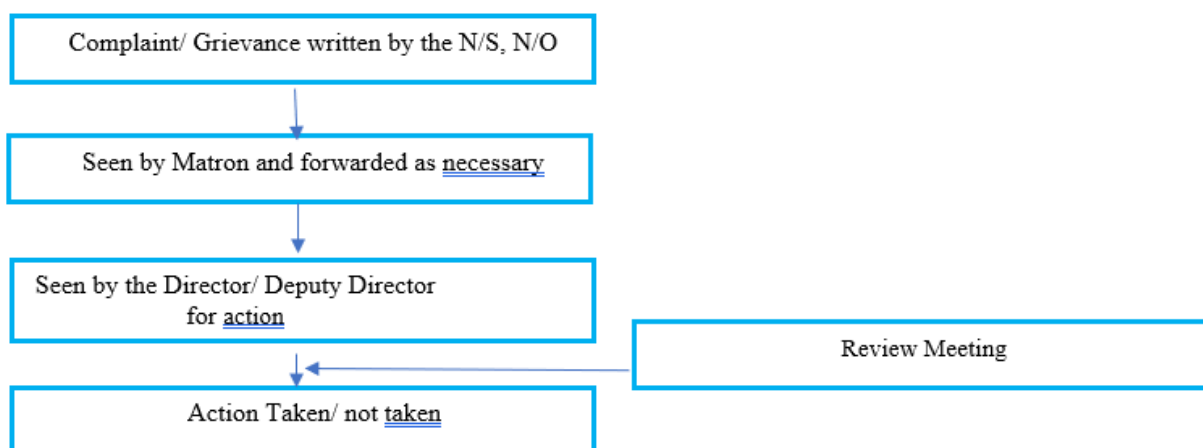 Complaint/ Grievance written by the N/S, N/O
Seen by Matron and forwarded as necessary
Seen by the Director/ Deputy Director
for action
Review Meeting
Action Taken/ not taken